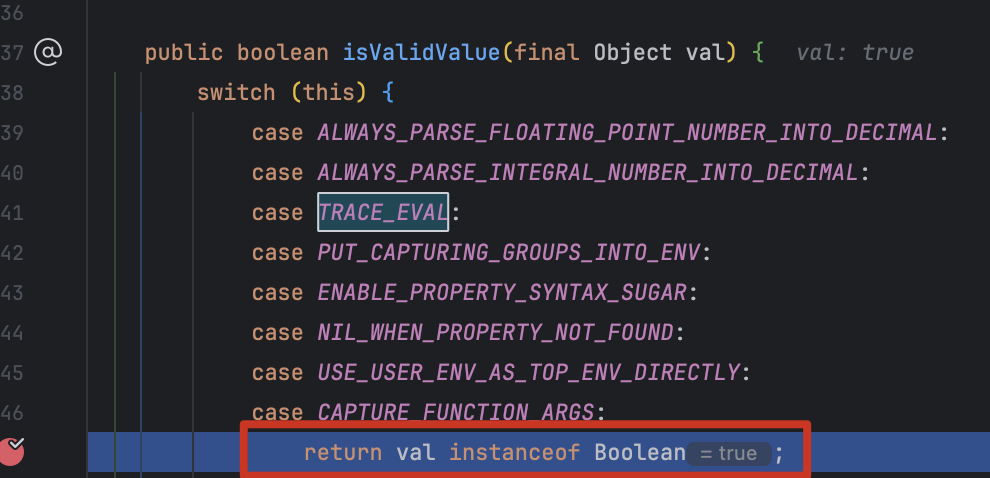 36
37 @ public boolean isValidValue(final Object val) { val: true
38 switch (this) {
39 case ALWAYS_PARSE_FLOATING_POINT_NUMBER_INTO_DECIMAL:
40 case ALWAYS_PARSE_INTEGRAL_NUMBER_INTO_DECIMAL:
41 case TRACE_EVAL:
42 case PUT_CAPTURING_GROUPS_INTO_ENV:
43 case ENABLE_PROPERTY_SYNTAX_SUGAR:
44 case NIL_WHEN_PROPERTY_NOT_FOUND:
45 case USE_USER_ENV_AS_TOP_ENV_DIRECTLY:
46 case CAPTURE_FUNCTION_ARGS:
return val instanceof Boolean = true ;